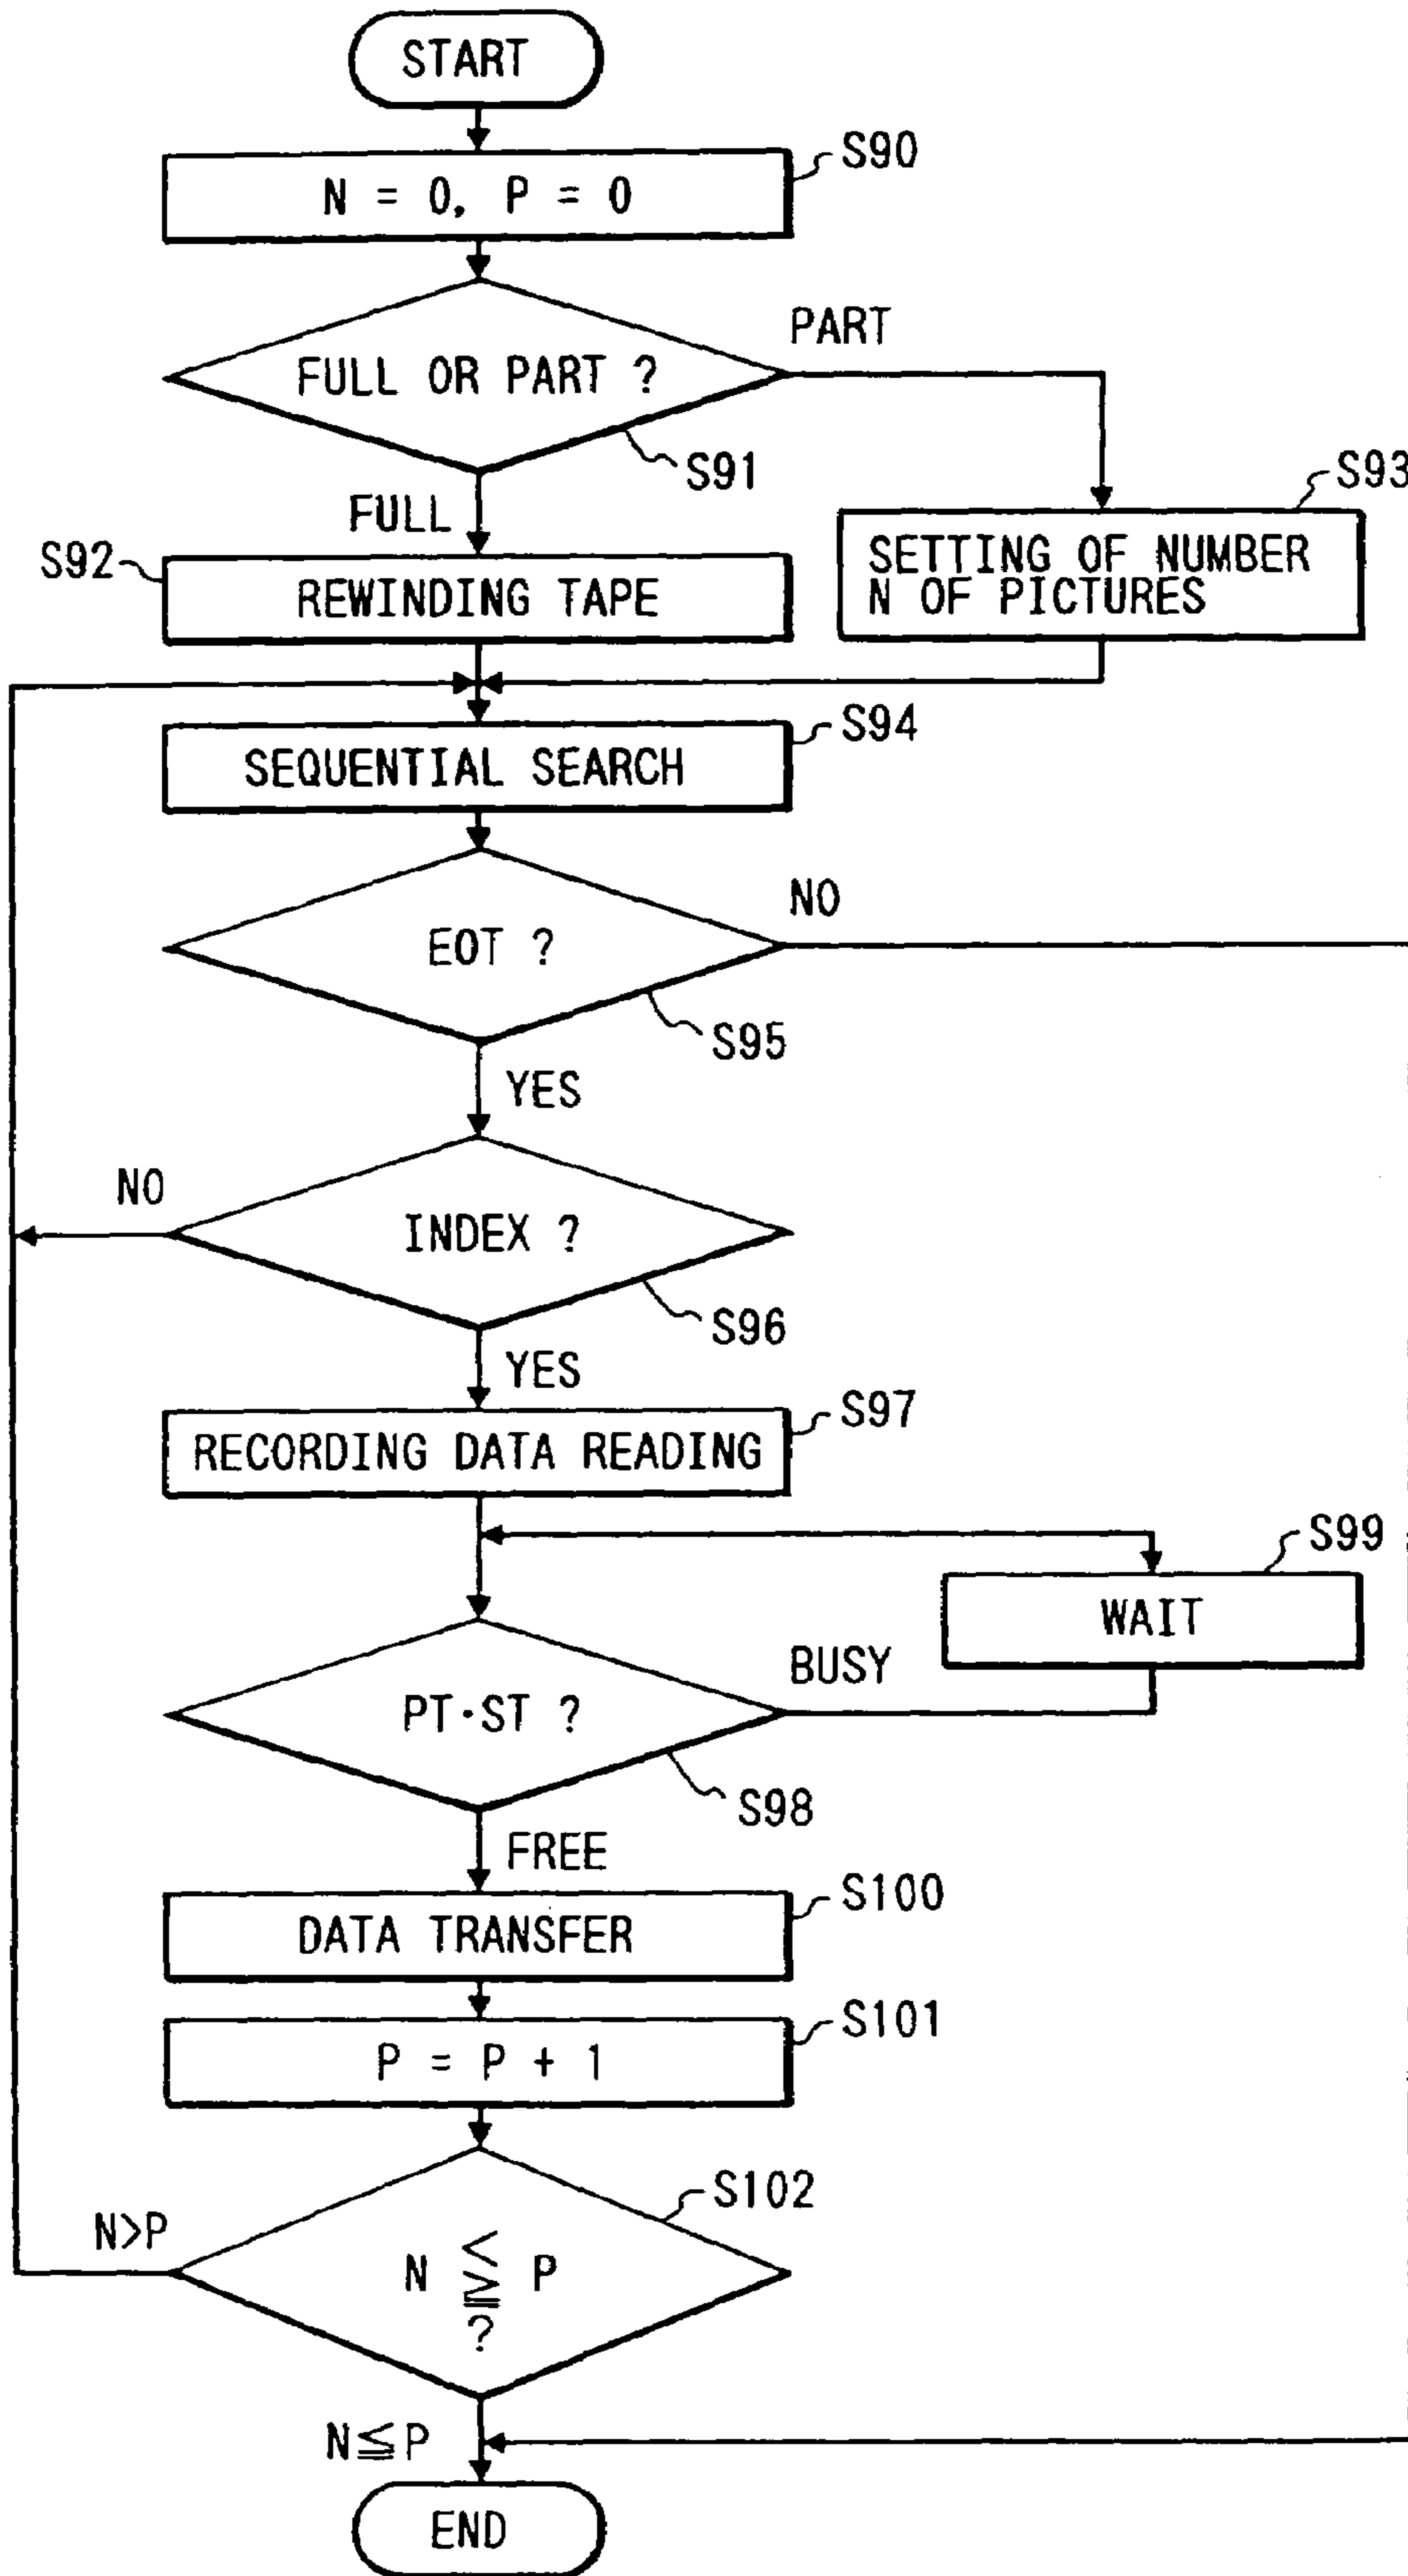 START
S90
N = 0, P = 0
PART
FULL OR PART ?
S91
FULL
S93
SETTING OF NUMBER
N OF PICTURES
S92
REWINDING TAPE
S94
SEQUENTIAL SEARCH
NO
EOT ?
S95
YES
NO
INDEX ?
S96
YES
S97
RECORDING DATA READING
S99
WAIT
BUSY
PT·ST ?
S98
FREE
S100
DATA TRANSFER
S101
P = P + 1
S102
N>P
N ⪋ P
?
N≦P
END